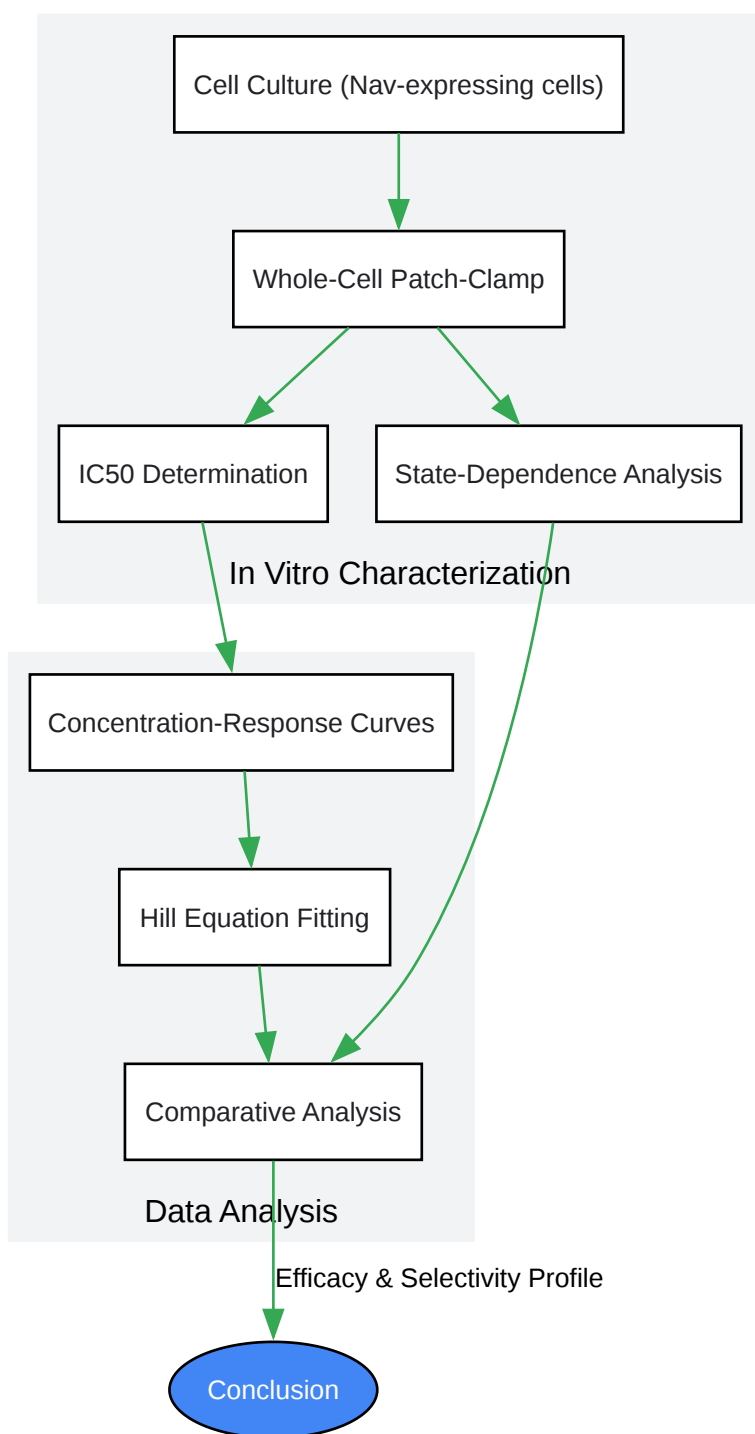 Cell Culture (Nav-expressing cells)
Whole-Cell Patch-Clamp
IC50 Determination
State-Dependence Analysis
In Vitro Characterization
Concentration-Response Curves
Hill Equation Fitting
Comparative Analysis
Data Analysis
Efficacy & Selectivity Profile
Conclusion